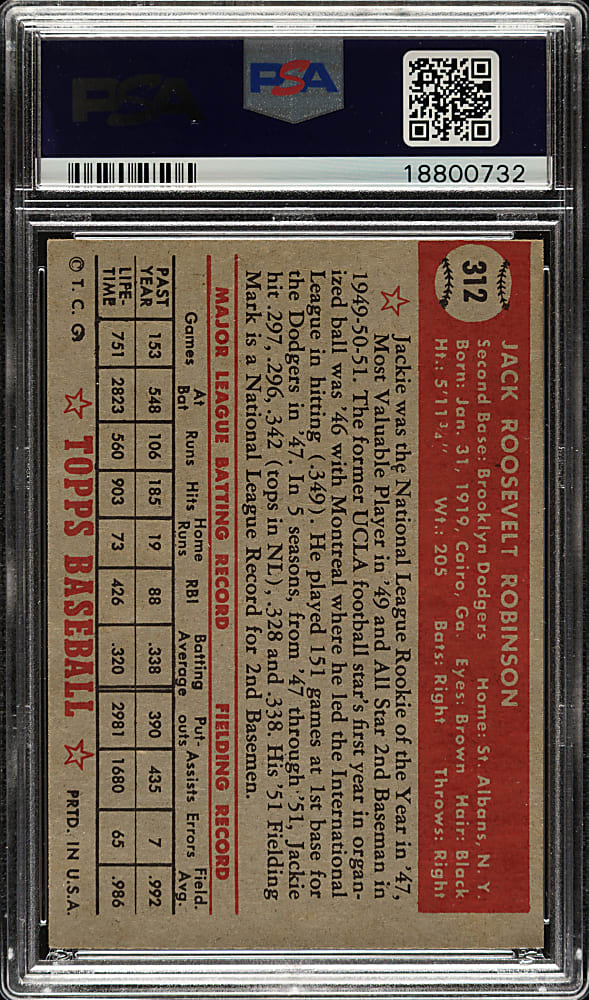 PSA
PSA
18800732
312
JACK ROOSEVELT ROBINSON
Second Base: Brooklyn Dodgers Home: St. Albans, N. Y.
Born: Jan. 31, 1919, Cairo, Ga. Eyes: Brown Hair: Black
Ht.: 5'11 3/4" Wt.: 205 Bats: Right Throws: Right
Jackie was the National League Rookie of the Year in '47,
Most Valuable Player in '49 and All Star 2nd Baseman in
1949-50-51. The former UCLA football star's first year in organ-
ized ball was '46 with Montreal where he led the International
League in hitting (.349). He played 151 games at 1st base for
the Dodgers in '47. In 5 seasons, from '47 through '51, Jackie
hit .297, .296, .342 (tops in NL), .328 and .338. His '51 Fielding
Mark is a National League Record for 2nd Basemen.
MAJOR LEAGUE BATTING RECORD FIELDING RECORD
Games At Bat Runs Hits Home Runs RBI Batting Average Put-outs Assists Errors Field. Avg.
PAST YEAR 153 548 106 185 19 88 .338 390 435 7 .992
LIFE-TIME 751 2823 560 903 73 426 .320 2981 1680 65 .986
© T. C. G. TOPPS BASEBALL PRTD. IN U.S.A.